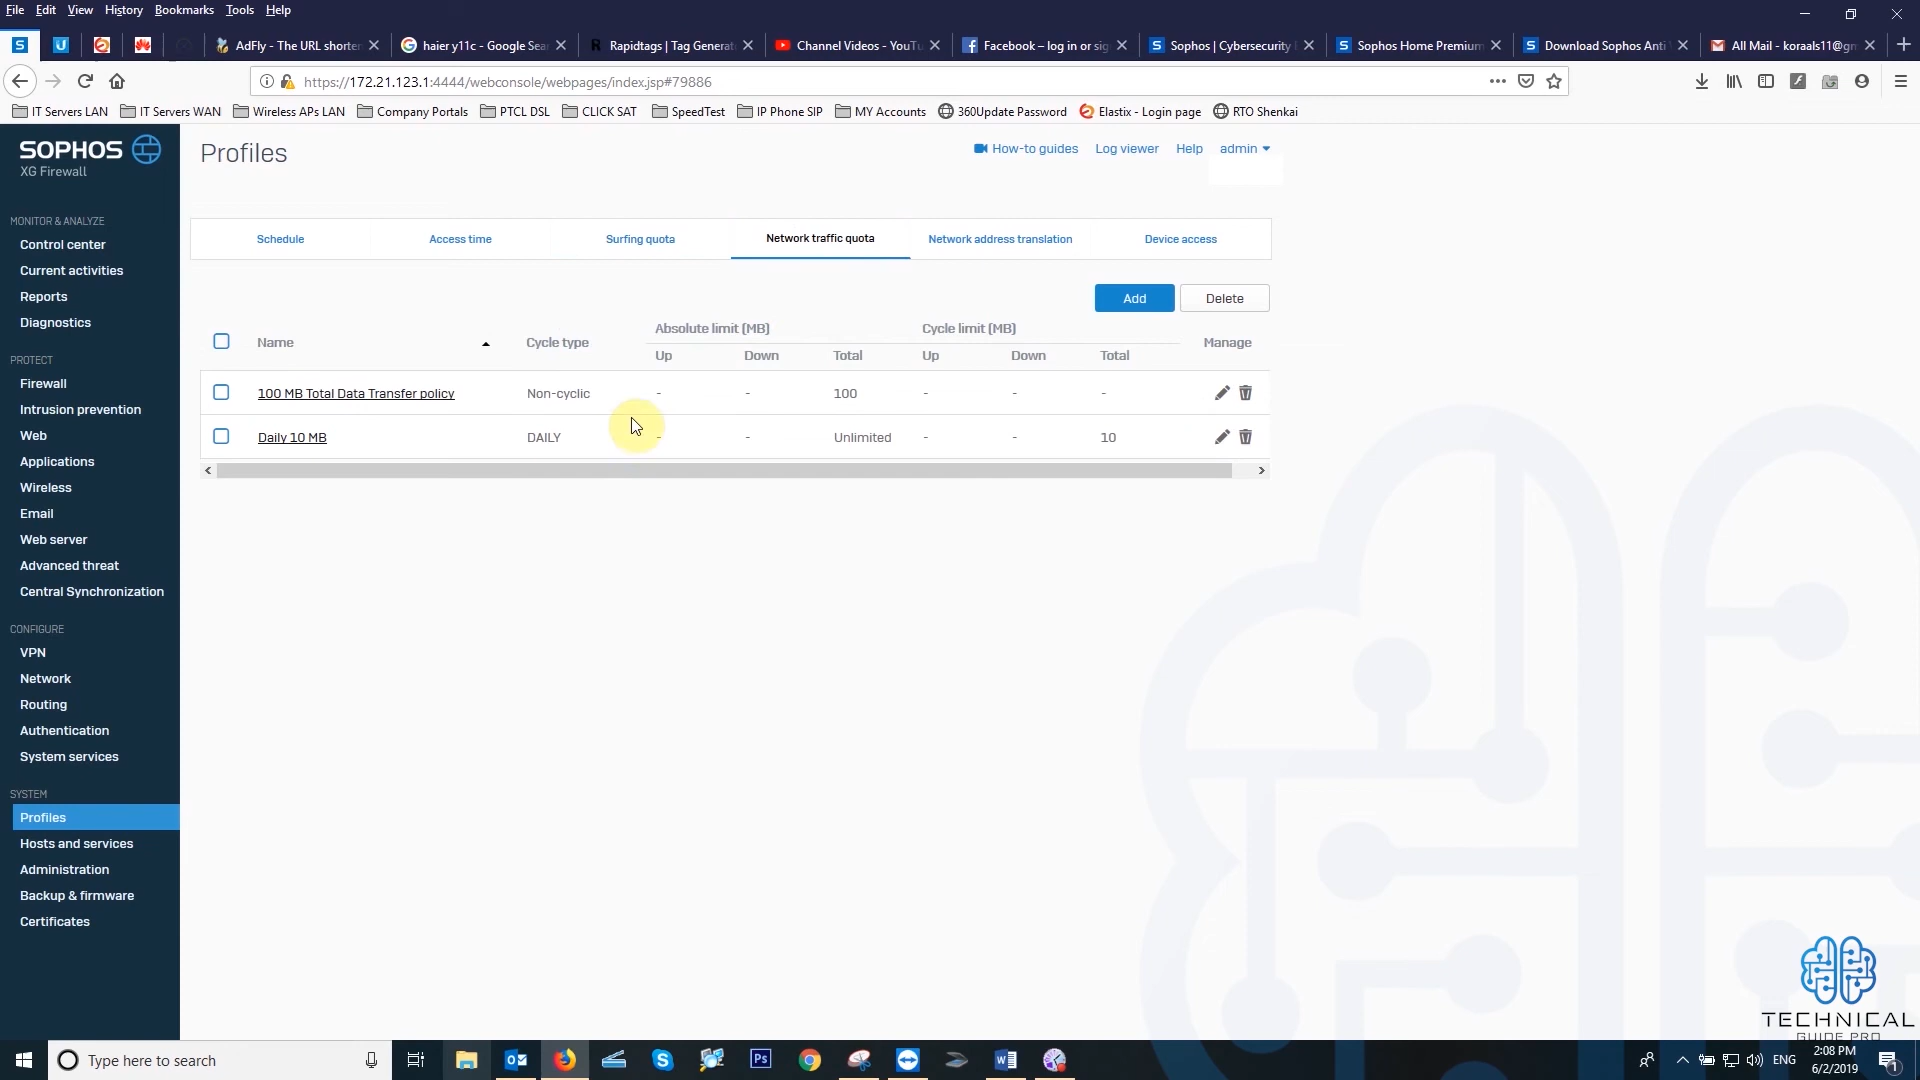 File Edit View History Bookmarks Tools Help
AdFly - The URL shorte haier y11c - Google Sea Rapidtags | Tag Generat Channel Videos - YouTu Facebook – log in or sig Sophos | Cybersecurity Sophos Home Premium Download Sophos Anti All Mail - koraals11@gm
https://172.21.123.1:4444/webconsole/webpages/index.jsp#79886
IT Servers LAN IT Servers WAN Wireless APs LAN Company Portals PTCL DSL CLICK SAT SpeedTest IP Phone SIP MY Accounts 360Update Password Elastix - Login page RTO Shenkai
SOPHOS
XG Firewall
MONITOR & ANALYZE
Control center
Current activities
Reports
Diagnostics
PROTECT
Firewall
Intrusion prevention
Web
Applications
Wireless
Email
Web server
Advanced threat
Central Synchronization
CONFIGURE
VPN
Network
Routing
Authentication
System services
SYSTEM
Profiles
Hosts and services
Administration
Backup & firmware
Certificates
Profiles
How-to guides Log viewer Help admin
Schedule Access time Surfing quota Network traffic quota Network address translation Device access
Add Delete
Name Cycle type Absolute limit (MB) Cycle limit (MB) Manage
Up Down Total Up Down Total
100 MB Total Data Transfer policy Non-cyclic - - 100 - - -
Daily 10 MB DAILY - - Unlimited - - 10
TECHNICAL
GUIDE PRO
Type here to search
ENG
2:08 PM
6/2/2019
1